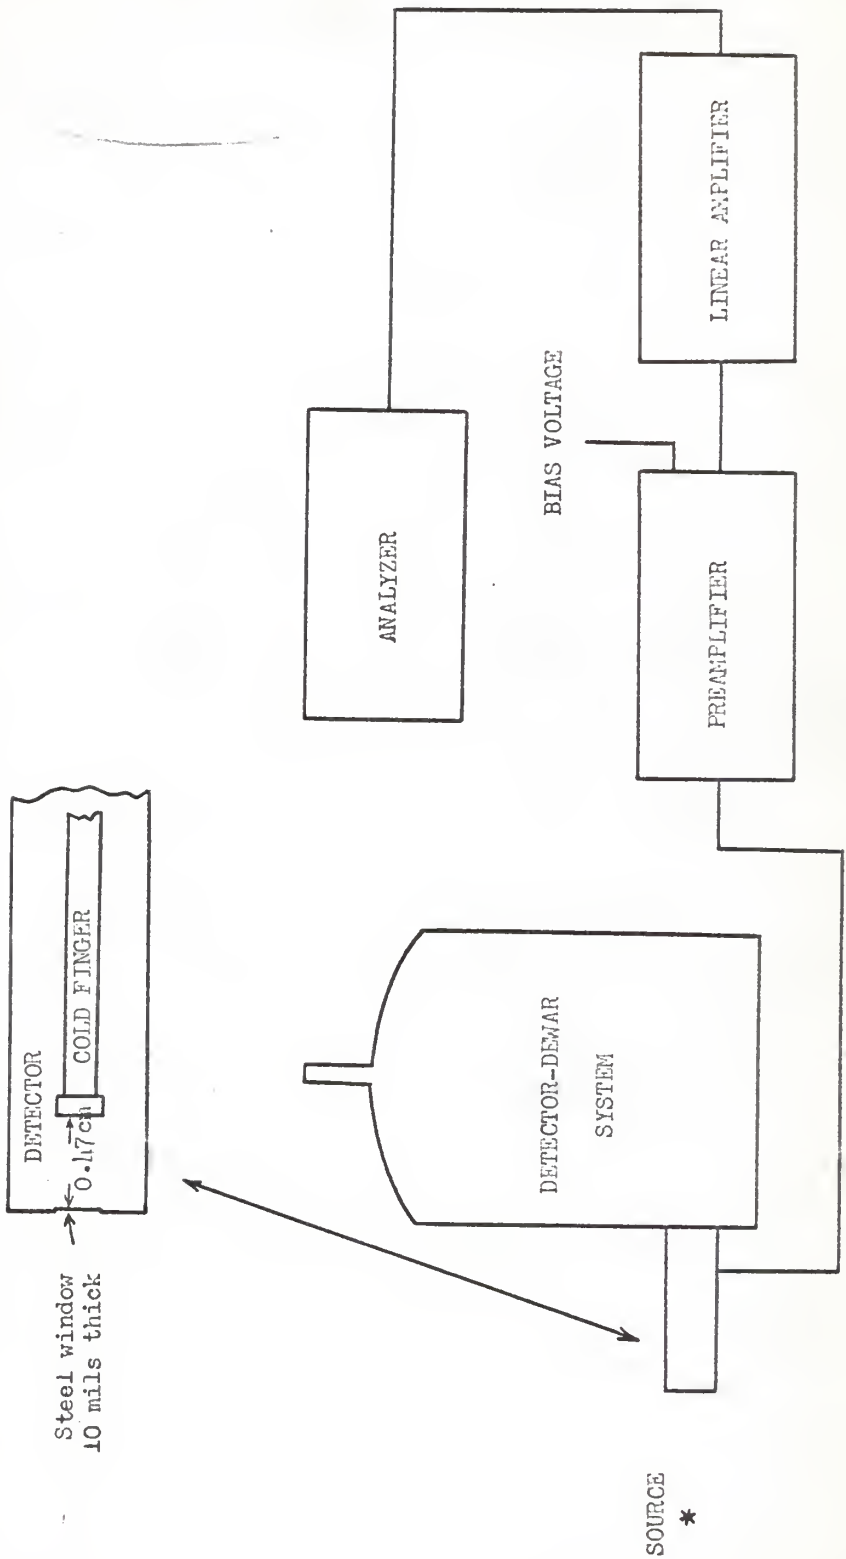 Steel window
10 mils thick
0.47cm
DETECTOR
COLD FINGER
SOURCE
*
DETECTOR-DEWAR
SYSTEM
ANALYZER
BIAS VOLTAGE
PREAMPLIFIER
LINEAR AMPLIFIER